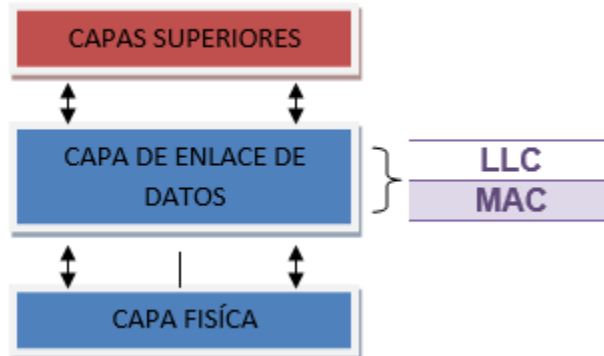 CAPAS SUPERIORES
CAPA DE ENLACE DE
DATOS
LLC
MAC
CAPA FISÍCA